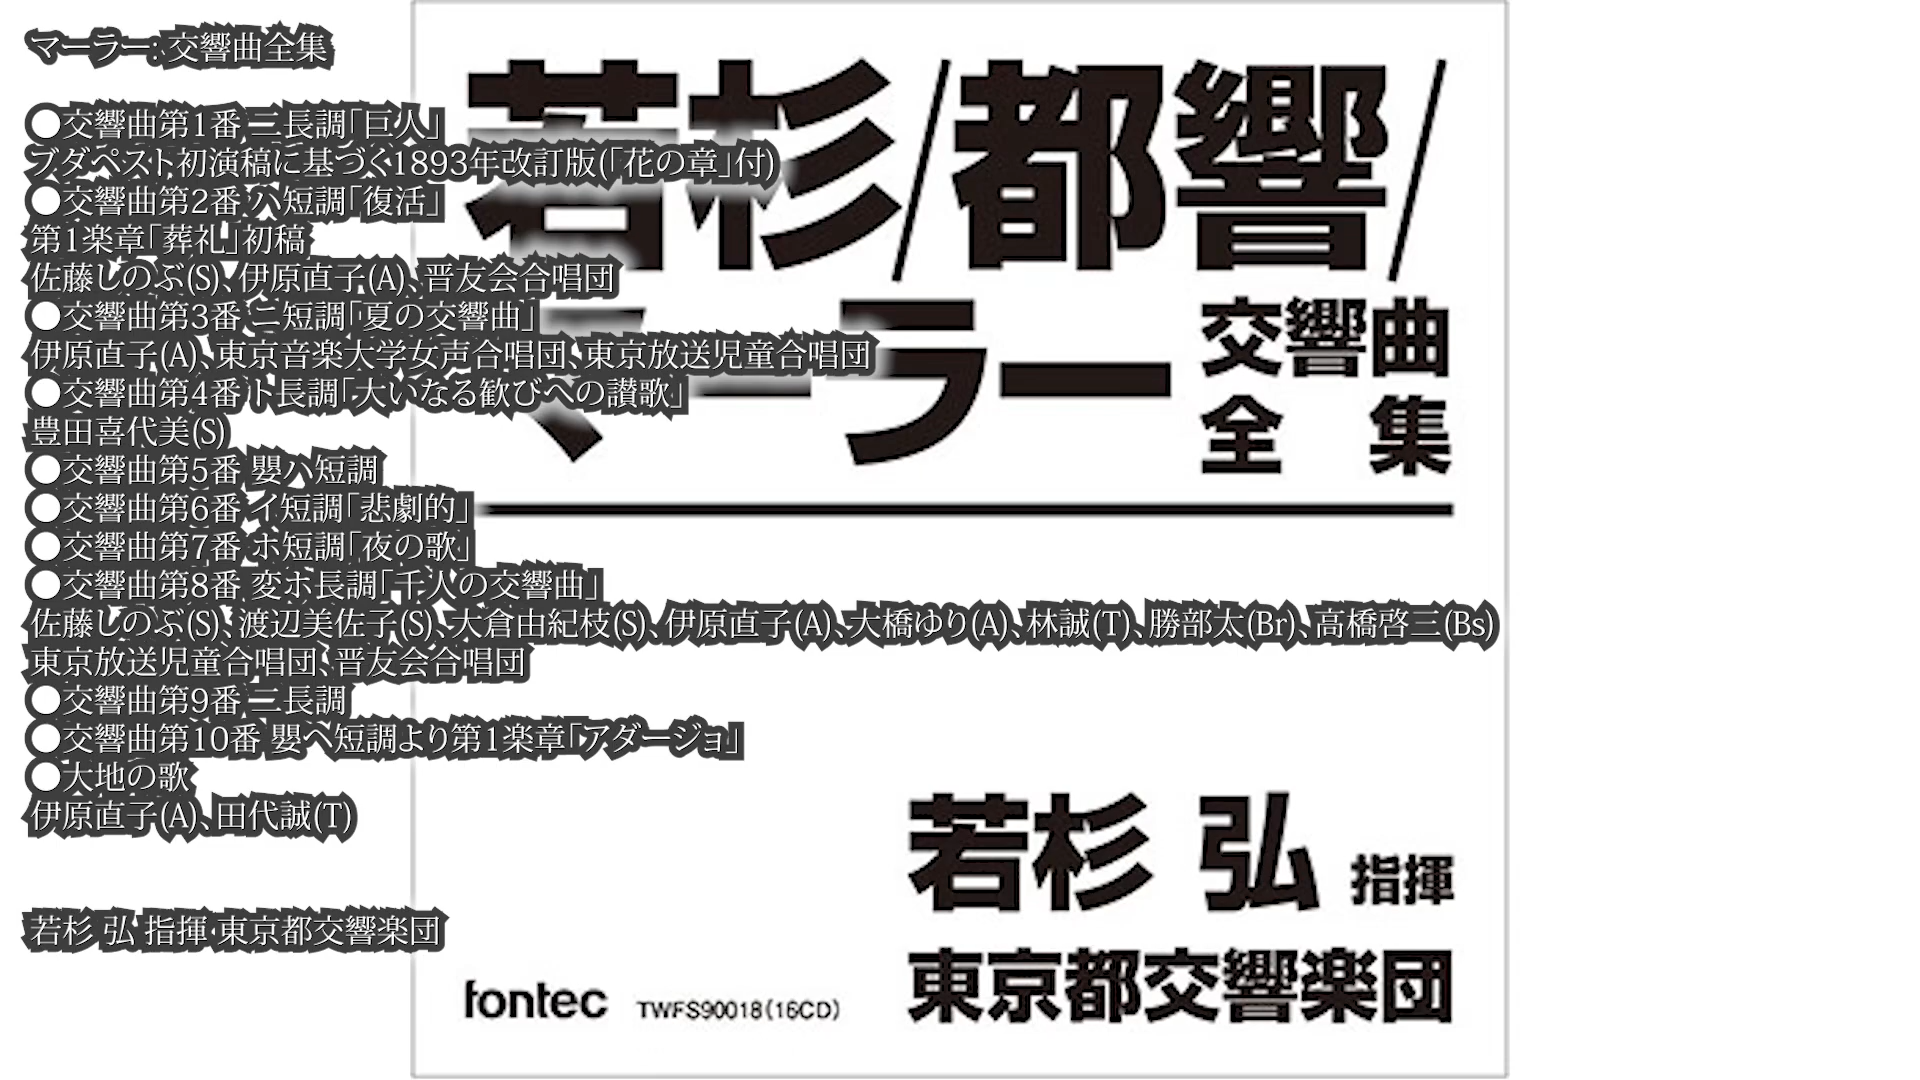 マーラー: 交響曲全集
●交響曲第1番 ニ長調「巨人」
ブダペスト初演稿に基づく1893年改訂版(「花の章」付)
●交響曲第2番 ハ短調「復活」
第1楽章「葬礼」初稿
佐藤しのぶ(S)、伊原直子(A)、晋友会合唱団
●交響曲第3番 ニ短調「夏の交響曲」
伊原直子(A)、東京音楽大学女声合唱団、東京放送児童合唱団
●交響曲第4番 ト長調「大いなる歓びへの讃歌」
豊田喜代美(S)
●交響曲第5番 嬰ハ短調
●交響曲第6番 イ短調「悲劇的」
●交響曲第7番 ホ短調「夜の歌」
●交響曲第8番 変ホ長調「千人の交響曲」
佐藤しのぶ(S)、渡辺美佐子(S)、大倉由紀枝(S)、伊原直子(A)、大橋ゆり(A)、林誠(T)、勝部太(Br)、高橋啓三(Bs)
東京放送児童合唱団、晋友会合唱団
●交響曲第9番 ニ長調
●交響曲第10番 嬰ヘ短調より第1楽章「アダージョ」
●大地の歌
伊原直子(A)、田代誠(T)
若杉 弘 指揮 東京都交響楽団
若杉/都響/
マーラー 交響曲全集
若杉 弘 指揮
東京都交響楽団
fontec TWFS90018(16CD)